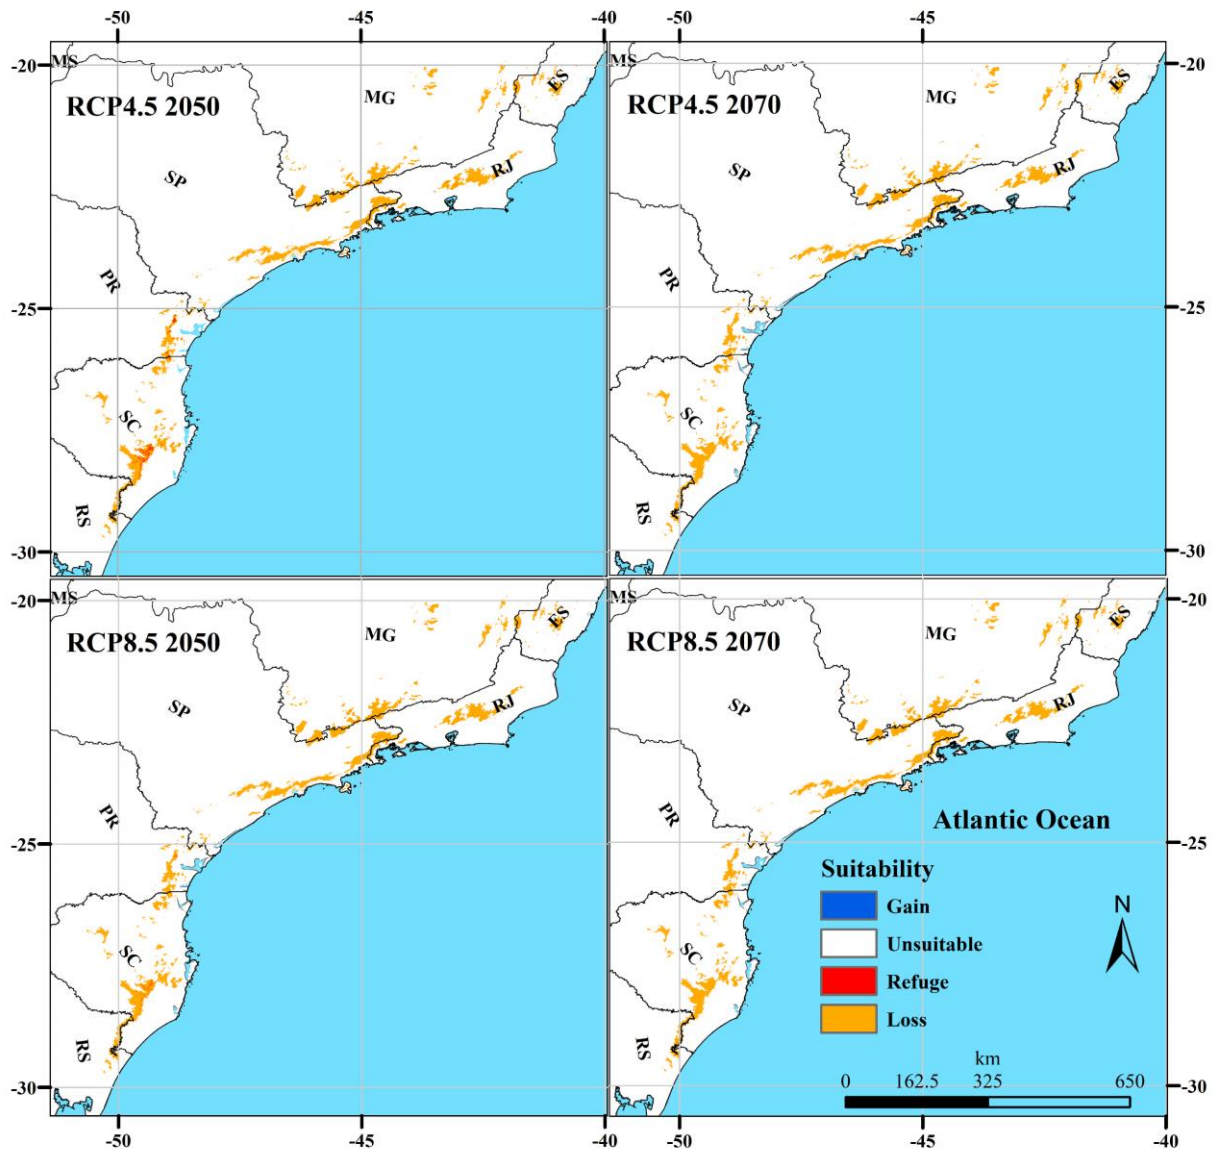 -50 -45 -40 -50 -45 -40
-20 MS RCP4.5 2050 MG ES
SP RJ
PR
-25
SC
RS
-30
MS RCP4.5 2070 MG ES -20
SP RJ
PR
-25
SC
RS
-30
-20 MS RCP8.5 2050 MG ES
SP RJ
PR
-25
SC
RS
-30
MS RCP8.5 2070 MG ES -20
SP RJ
PR
Atlantic Ocean
-25
Suitability
Gain
Unsuitable
Refuge
Loss
N
SC
RS
km
0 162.5 325 650
-30
-50 -45 -40 -50 -45 -40